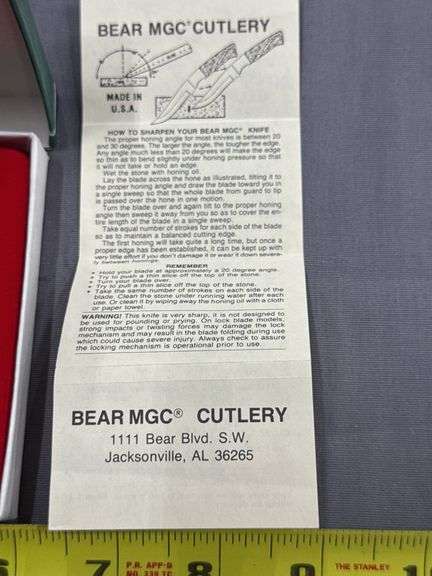 BEAR MGC® CUTLERY
MADE IN
U.S.A.
HOW TO SHARPEN YOUR BEAR MGC® KNIFE
The proper honing angle for most knives is between 20
and 30 degrees. The larger the angle, the tougher the edge.
Any angle much less than 20 degrees will make the edge
so thin as to bend slightly under honing pressure so that
it will not take or hold an edge.
Wet the stone with honing oil.
Lay the blade across the hone as illustrated, tilting it to
the proper honing angle and draw the blade toward you in
a single sweep so that the whole blade from guard to tip
is passed over the hone in one motion.
Turn the blade over and again tilt to the proper honing
angle then sweep it away from you so as to cover the en-
tire length of the blade in a single sweep.
Take equal number of strokes for each side of the blade
so as to maintain a balanced cutting edge.
The first honing will take quite a long time, but once a
proper edge has been established, it can be kept up with
very little effort if you don't damage it or wear it down severe-
ly between honings.
REMEMBER
• Hold your blade at approximately a 20 degree angle.
• Try to push a thin slice off the top of the stone.
• Turn your blade over.
• Try to pull a thin slice off the top of the stone.
• Take the same number of strokes on each side of the
blade. Clean the stone under running water after each
use. Or clean it by wiping away the honing oil with a cloth
or paper towel.
WARNING! This knife is very sharp, it is not designed to
be used for pounding or prying. On lock blade models,
strong impacts or twisting forces may damage the lock
mechanism and may result in the blade folding during use
which could cause severe injury. Always check to assure
the locking mechanism is operational prior to use.
BEAR MGC® CUTLERY
1111 Bear Blvd. S.W.
Jacksonville, AL 36265
7 P.R. APP-D 8 9 THE STANLEY